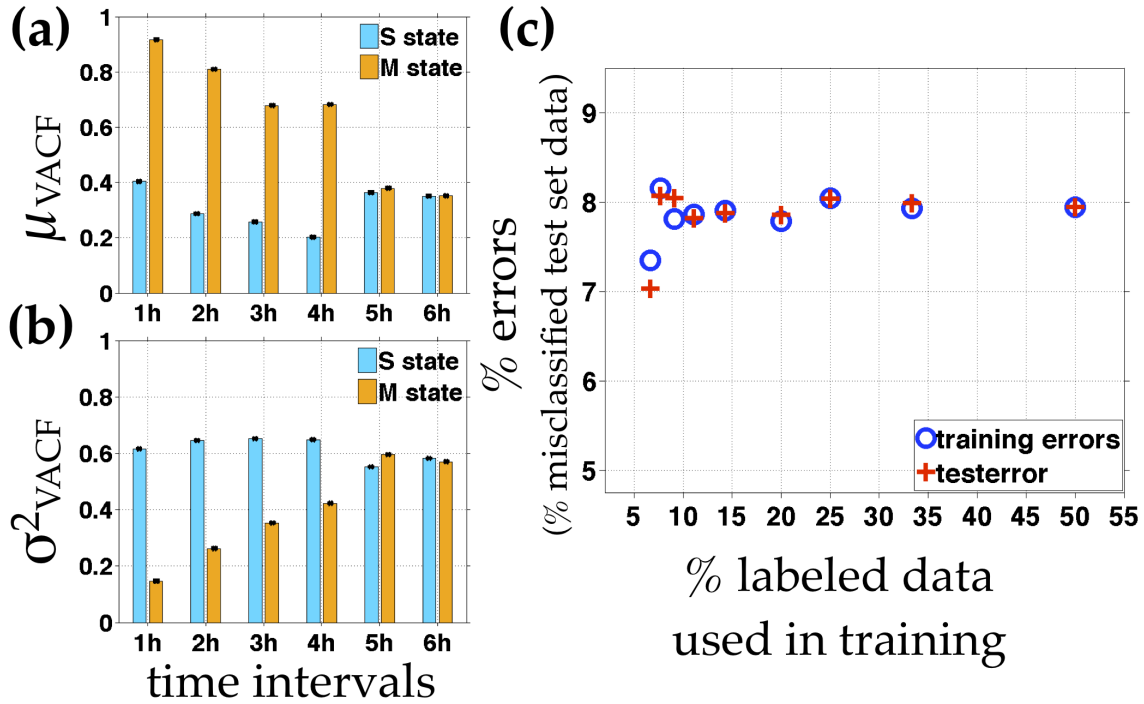 (a)
S state
M state
1
0.8
0.6
0.4
0.2
0
μVACF
1h 2h 3h 4h 5h 6h
(b)
S state
M state
1
0.8
0.6
0.4
0.2
0
σ²VACF
1h 2h 3h 4h 5h 6h
time intervals
(c)
% errors
(% misclassified test set data)
9
8
7
6
5
training errors
testerror
5 10 15 20 25 30 35 40 45 50 55
% labeled data
used in training